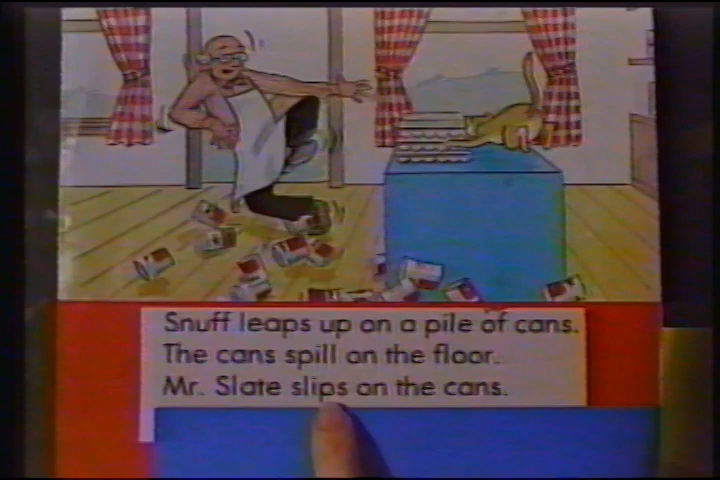 Snuff leaps up on a pile of cans.
The cans spill on the floor.
Mr. Slate slips on the cans.